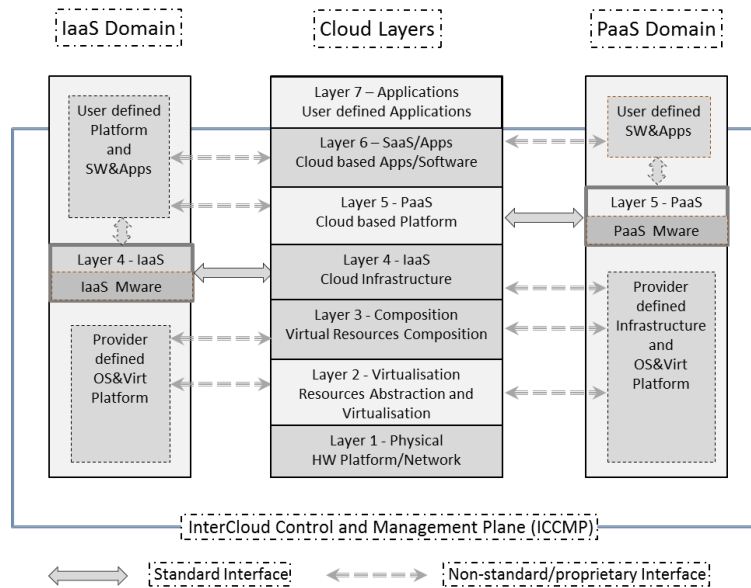 IaaS Domain
Cloud Layers
PaaS Domain
User defined
Platform
and
SW&Apps
Layer 4 - IaaS
IaaS Mware
Provider
defined
OS&Virt
Platform
Layer 7 – Applications
User defined Applications
Layer 6 – SaaS/Apps
Cloud based Apps/Software
Layer 5 - PaaS
Cloud based Platform
Layer 4 - IaaS
Cloud Infrastructure
Layer 3 - Composition
Virtual Resources Composition
Layer 2 - Virtualisation
Resources Abstraction and
Virtualisation
Layer 1 - Physical
HW Platform/Network
User defined
SW&Apps
Layer 5 - PaaS
PaaS Mware
Provider
defined
Infrastructure
and
OS&Virt
Platform
InterCloud Control and Management Plane (ICCMP)
Standard Interface
Non-standard/proprietary Interface